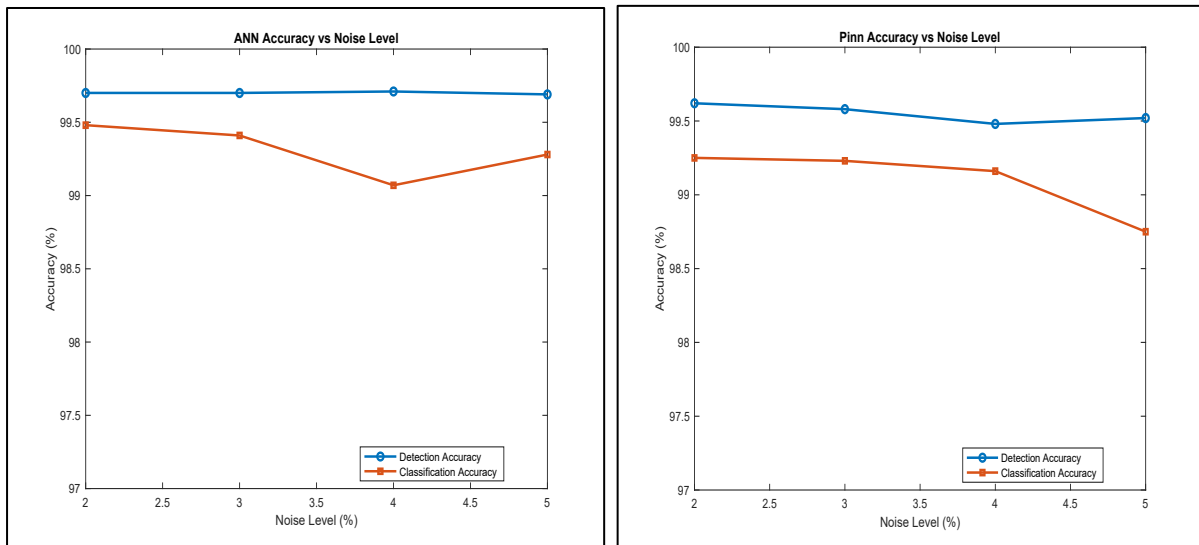 ANN Accuracy vs Noise Level
100
99.5
99
98.5
98
97.5
97
Accuracy (%)
2
2.5
3
3.5
4
4.5
5
Noise Level (%)
Detection Accuracy
Classification Accuracy
Pinn Accuracy vs Noise Level
100
99.5
99
98.5
98
97.5
97
Accuracy (%)
2
2.5
3
3.5
4
4.5
5
Noise Level (%)
Detection Accuracy
Classification Accuracy